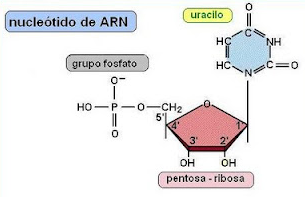 nucleótido de ARN
uracilo
grupo fosfato
O
O⁻
HC
NH
HO
P
O
CH₂
HC
N
O
5'
O
O
4'
1'
3'
2'
OH
OH
pentosa - ribosa